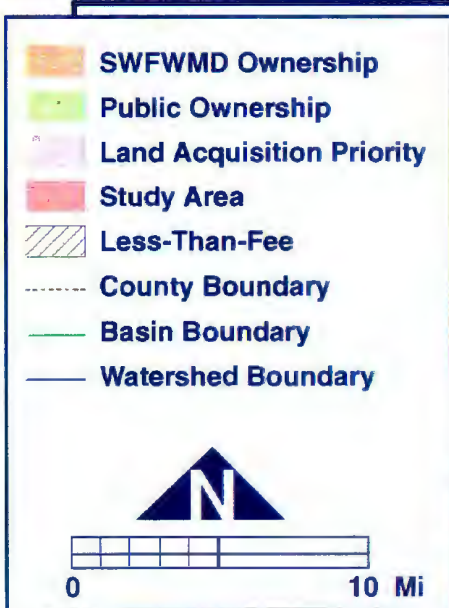 SWFWMD Ownership
Public Ownership
Land Acquisition Priority
Study Area
Less-Than-Fee
County Boundary
Basin Boundary
Watershed Boundary
N
0 10 Mi